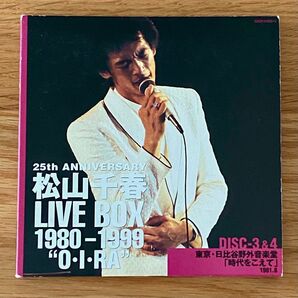 25th ANNIVERSARY
松山千春
LIVE BOX
1980-1999
"O・I・RA"
DISC-3&4
東京・日比谷野外音楽堂
「時代をこえて」
1981.8